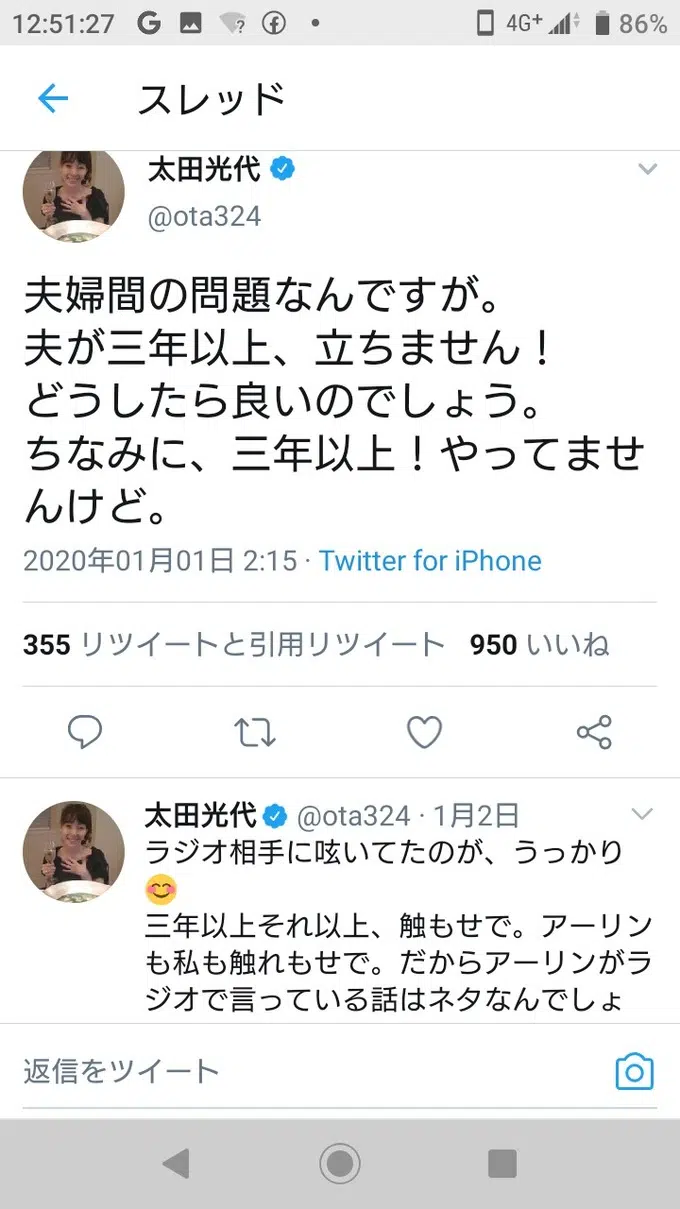 12:51:27 G ? f • 4G+ 86%
← スレッド
太田光代
@ota324
夫婦間の問題なんですが。
夫が三年以上、立ちません！
どうしたら良いのでしょう。
ちなみに、三年以上！やってませ
んけど。
2020年01月01日 2:15 · Twitter for iPhone
355 リツイートと引用リツイート 950 いいね
太田光代 @ota324 · 1月2日
ラジオ相手に呟いてたのが、うっかり
😊
三年以上それ以上、触もせで。アーリン
も私も触れもせで。だからアーリンがラ
ジオで言っている話はネタなんでしょ
返信をツイート